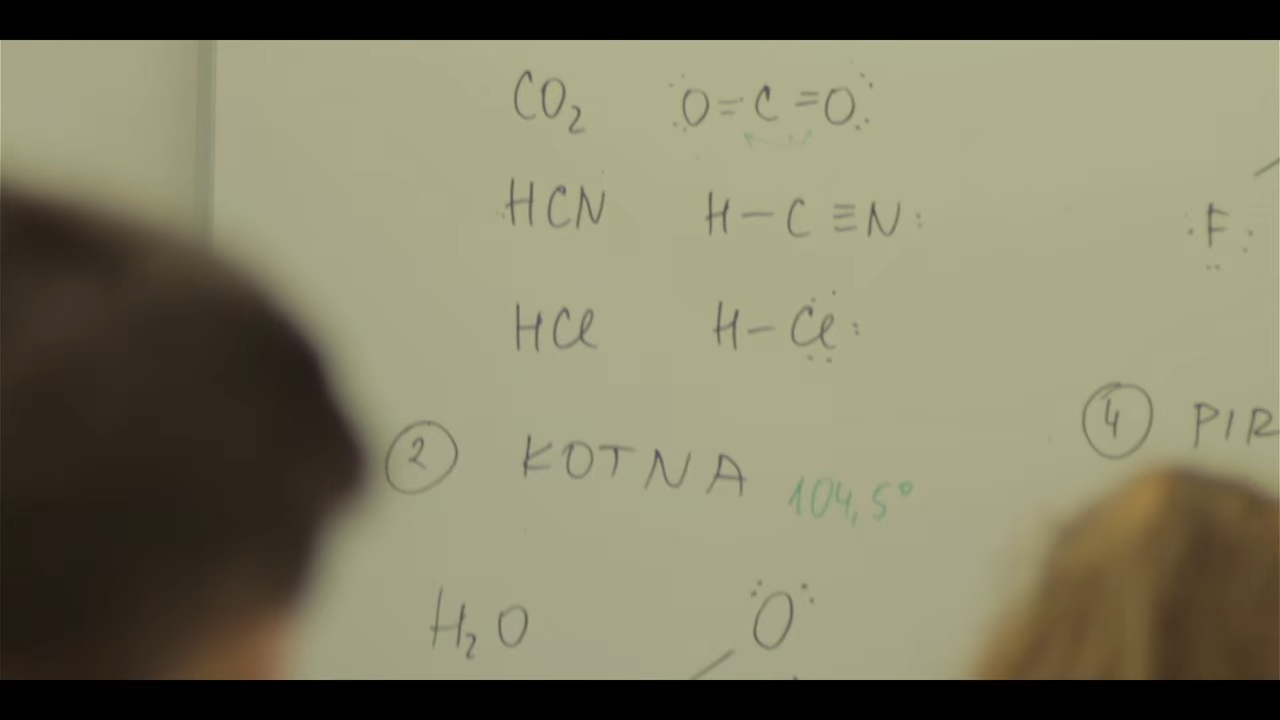 CO₂ O=C=O
HCN H-C≡N:
HCl H-Cl:
② KOTNA 104,5°
H₂O O
F
④ PIR